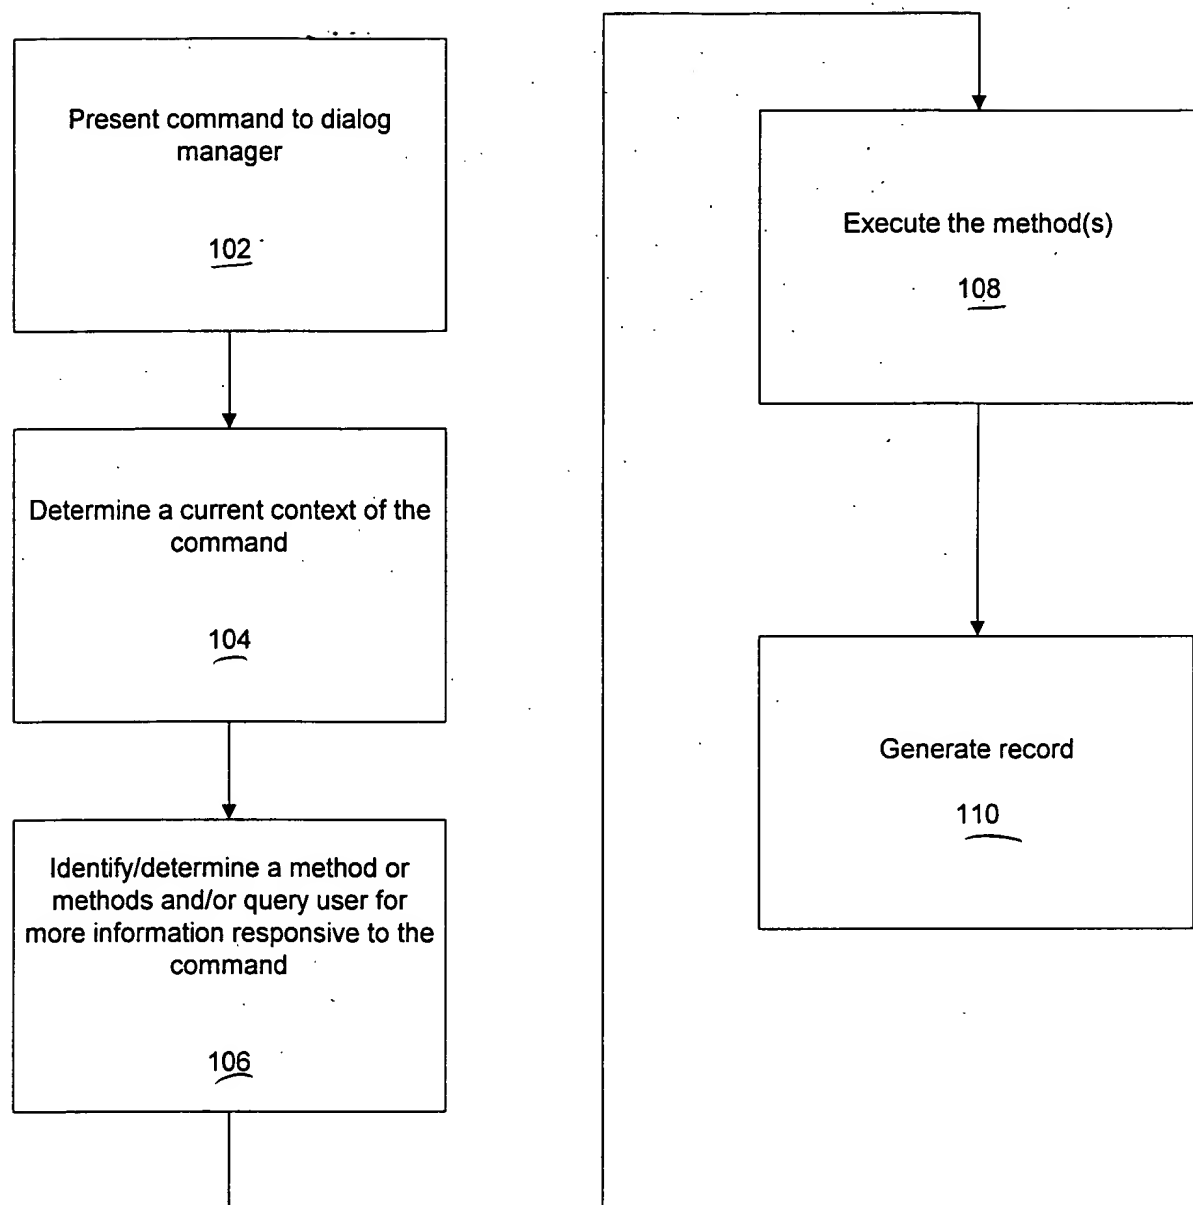 Present command to dialog
manager
102
Determine a current context of the
command
104
Identify/determine a method or
methods and/or query user for
more information responsive to the
command
106
Execute the method(s)
108
Generate record
110